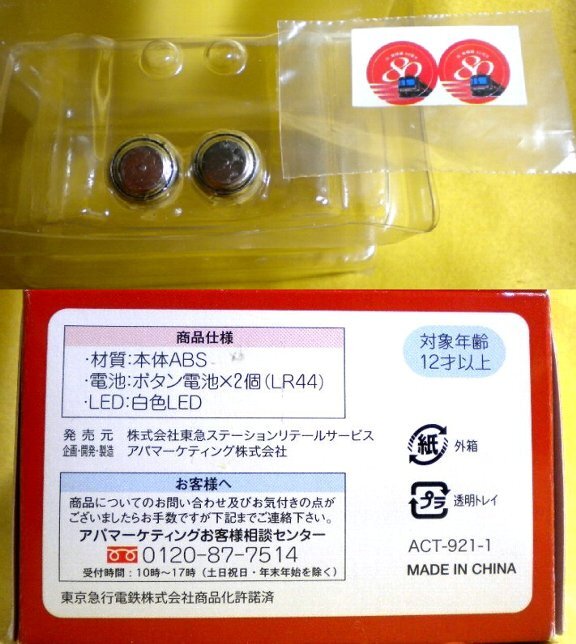 80
80
商品仕様
・材質:本体ABS
・電池:ボタン電池×2個(LR44)
・LED:白色LED
対象年齢
12才以上
発売元 株式会社東急ステーションリテールサービス
企画・開発・製造 アパマーケティング株式会社
紙 外箱
プラ 透明トレイ
お客様へ
商品についてのお問い合わせ及びお気付きの点が
ございましたらお手数ですが下記までご連絡下さい。
アパマーケティングお客様相談センター
0120-87-7514
受付時間:10時〜17時(土日祝日・年末年始を除く)
ACT-921-1
MADE IN CHINA
東京急行電鉄株式会社商品化許諾済